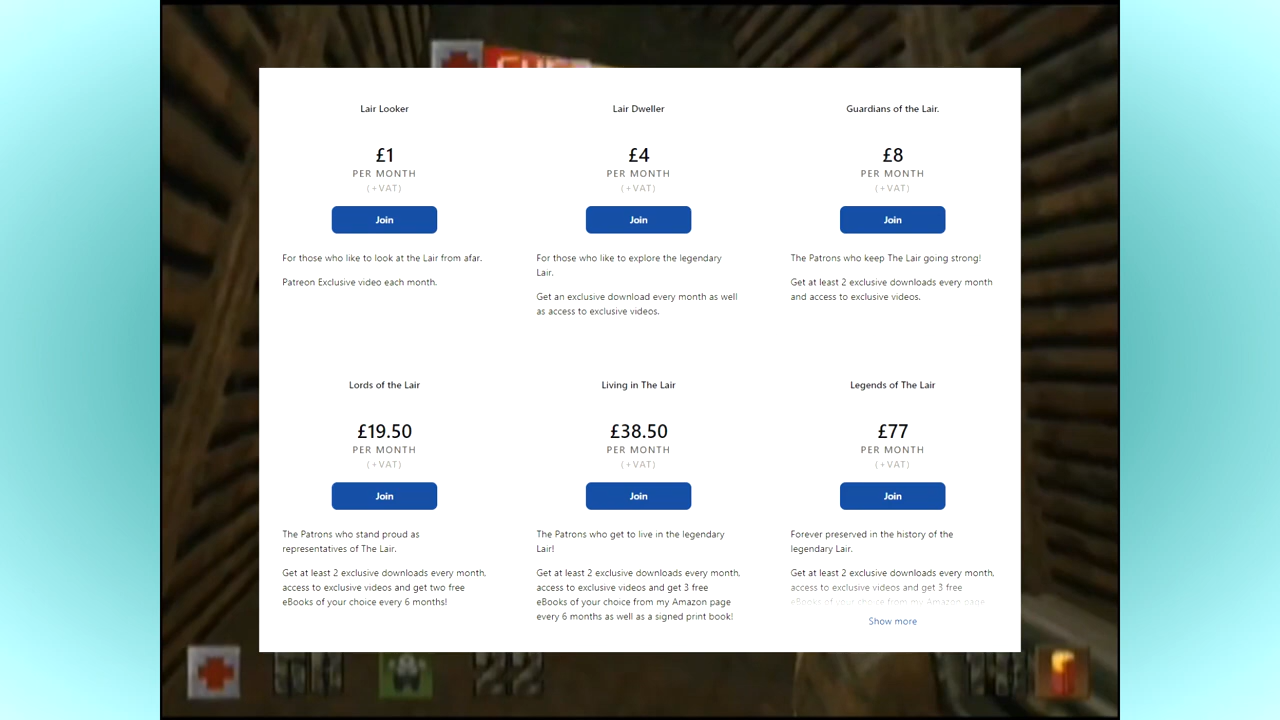 Lair Looker
£1
PER MONTH
(+VAT)
Join
For those who like to look at the Lair from afar.
Patreon Exclusive video each month.
Lair Dweller
£4
PER MONTH
(+VAT)
Join
For those who like to explore the legendary
Lair.
Get an exclusive download every month as well
as access to exclusive videos.
Guardians of the Lair.
£8
PER MONTH
(+VAT)
Join
The Patrons who keep The Lair going strong!
Get at least 2 exclusive downloads every month
and access to exclusive videos.
Lords of the Lair
£19.50
PER MONTH
(+VAT)
Join
The Patrons who stand proud as
representatives of The Lair.
Get at least 2 exclusive downloads every month,
access to exclusive videos and get two free
eBooks of your choice every 6 months!
Living in The Lair
£38.50
PER MONTH
(+VAT)
Join
The Patrons who get to live in the legendary
Lair!
Get at least 2 exclusive downloads every month,
access to exclusive videos and get 3 free
eBooks of your choice from my Amazon page
every 6 months as well as a signed print book!
Legends of The Lair
£77
PER MONTH
(+VAT)
Join
Forever preserved in the history of the
legendary Lair.
Get at least 2 exclusive downloads every month,
access to exclusive videos and get 3 free
eBooks of your choice from my Amazon page
Show more
22